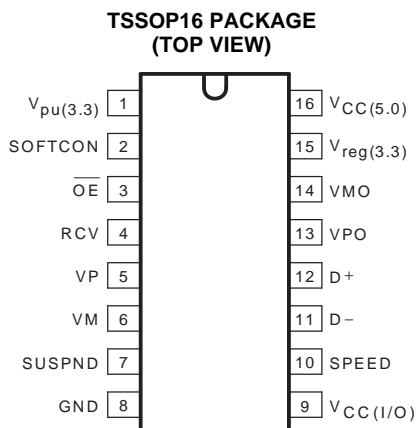 TSSOP16 PACKAGE
(TOP VIEW)
Vpu(3.3) 1 16 VCC(5.0)
SOFTCON 2 15 Vreg(3.3)
O̅E̅ 3 14 VMO
RCV 4 13 VPO
VP 5 12 D+
VM 6 11 D−
SUSPND 7 10 SPEED
GND 8 9 VCC(I/O)